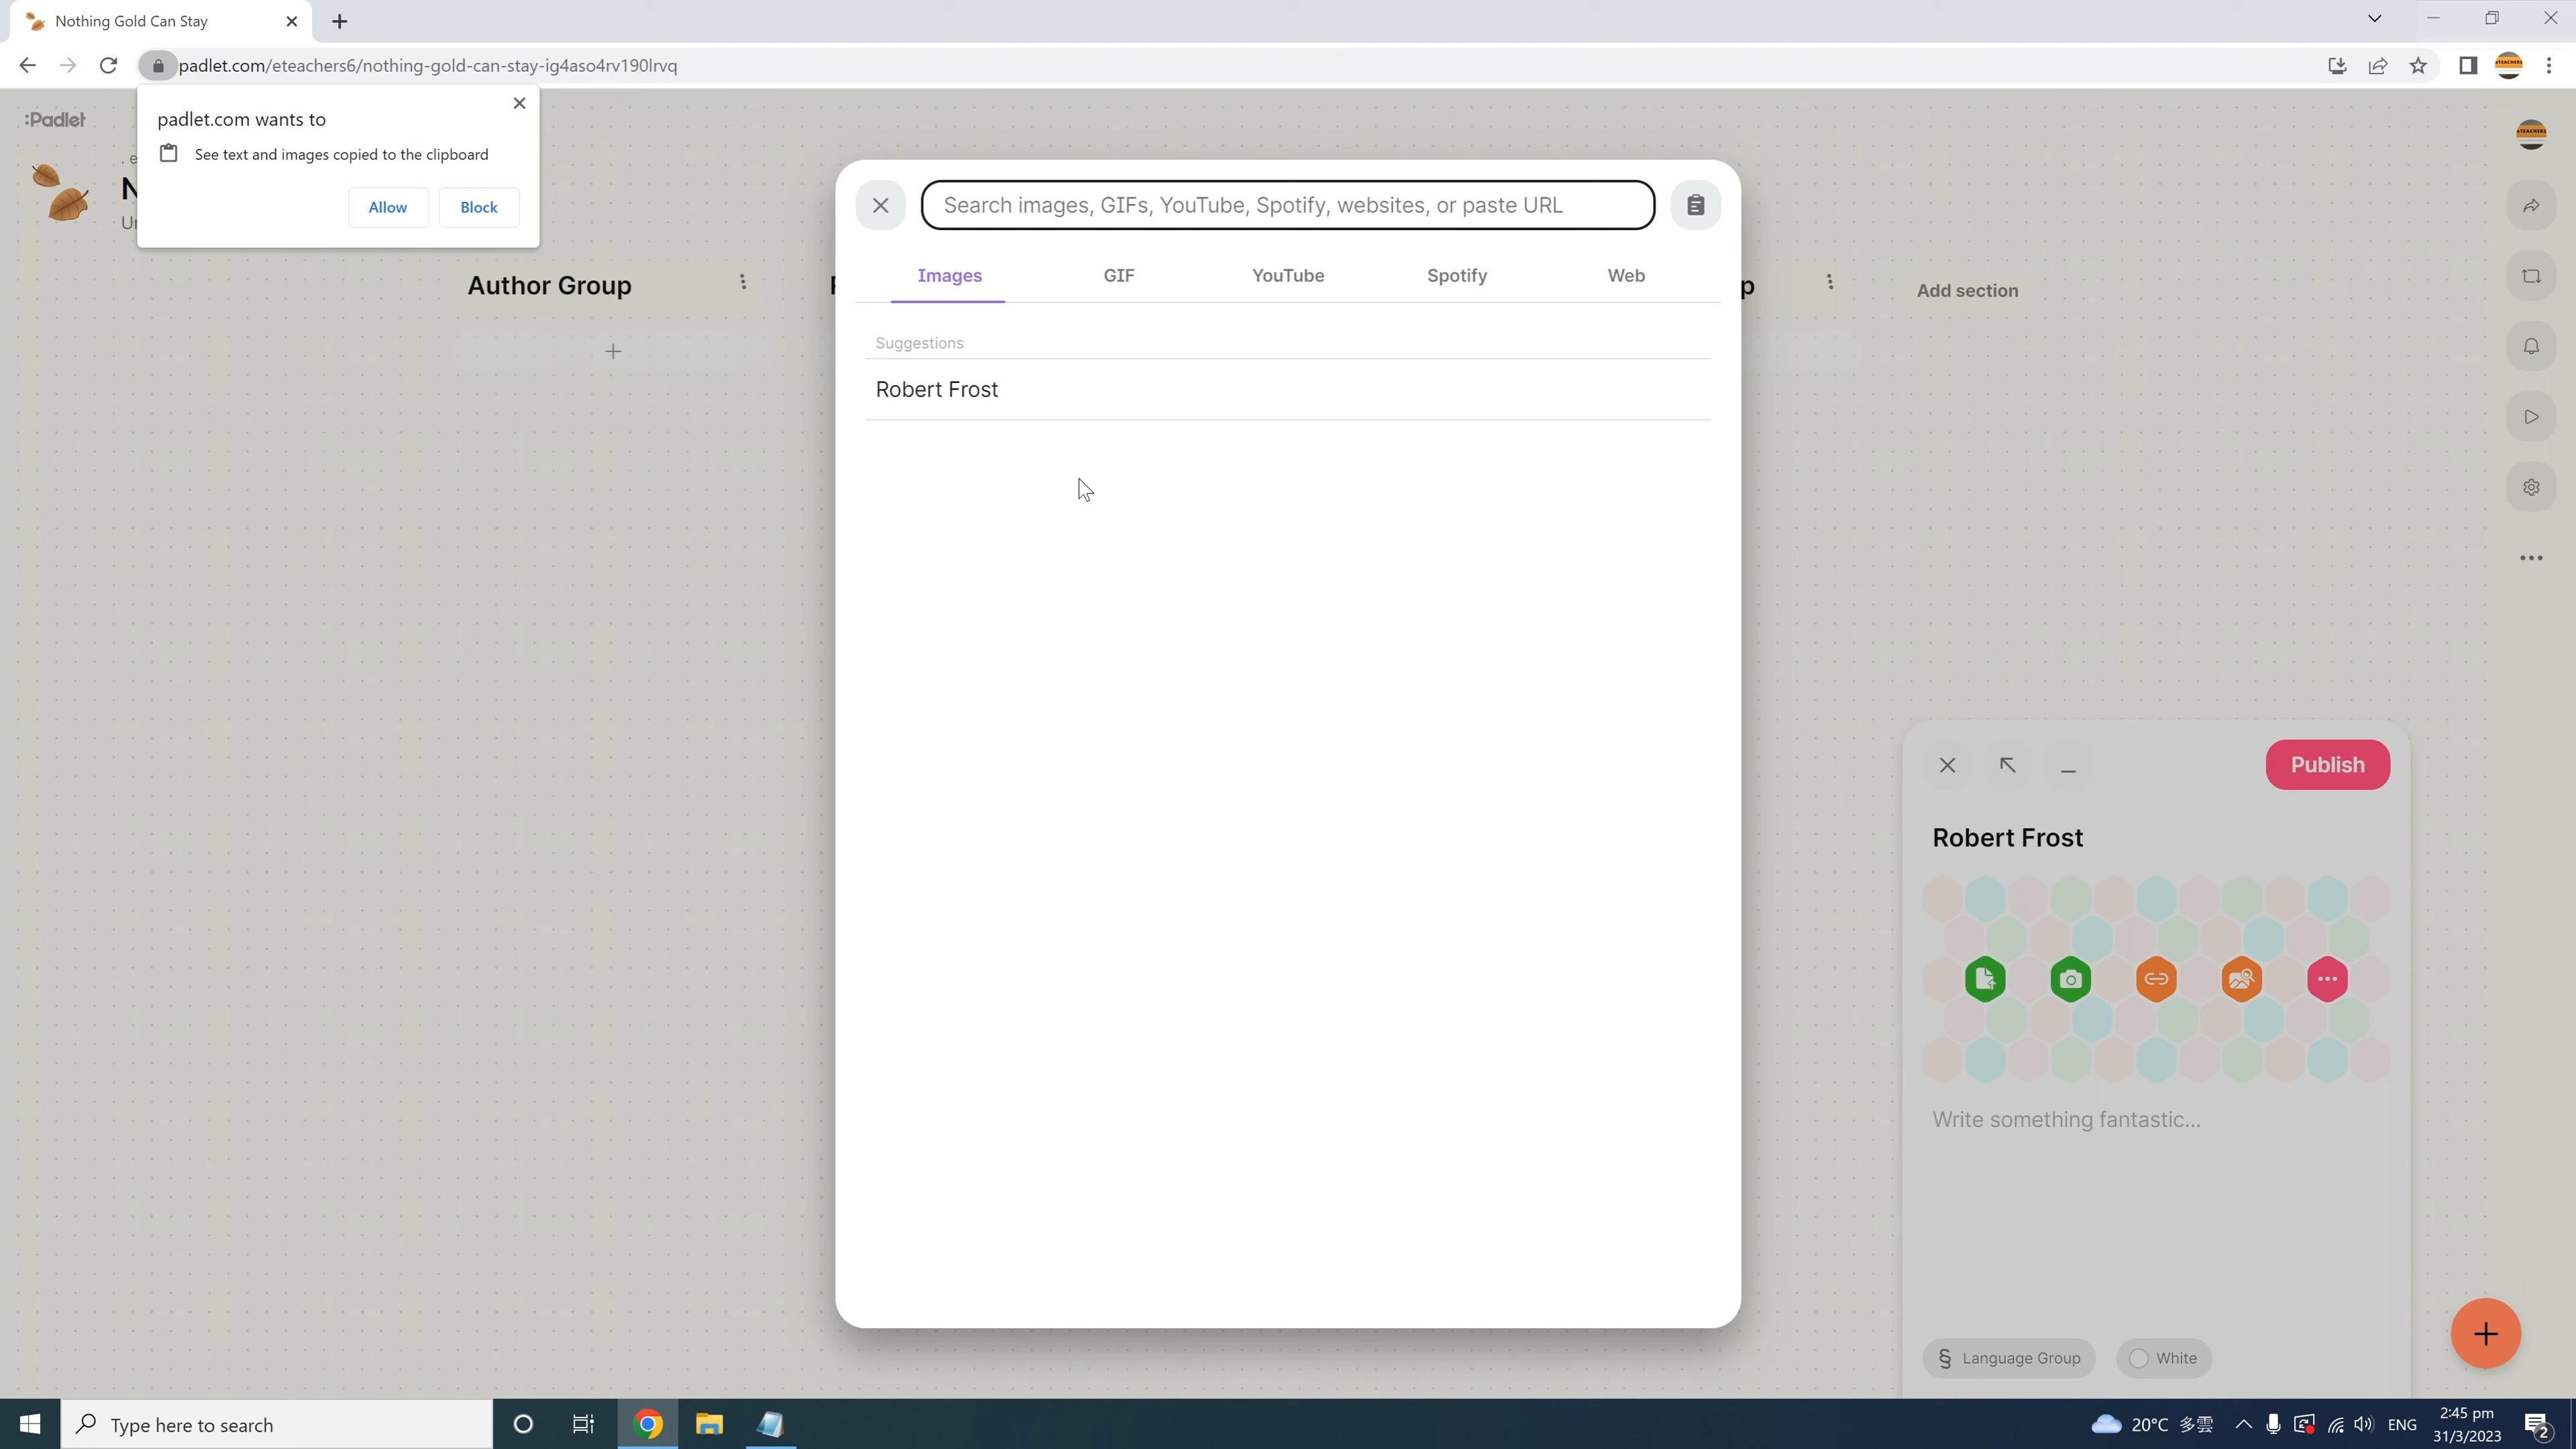 Nothing Gold Can Stay
padlet.com/eteachers6/nothing-gold-can-stay-ig4aso4rv190lrvq
:Padlet
padlet.com wants to
See text and images copied to the clipboard
Allow
Block
Search images, GIFs, YouTube, Spotify, websites, or paste URL
Images
GIF
YouTube
Spotify
Web
Author Group
Add section
Suggestions
Robert Frost
Publish
Robert Frost
Write something fantastic...
Language Group
White
Type here to search
20°C 多雲
ENG
2:45 pm
31/3/2023
2